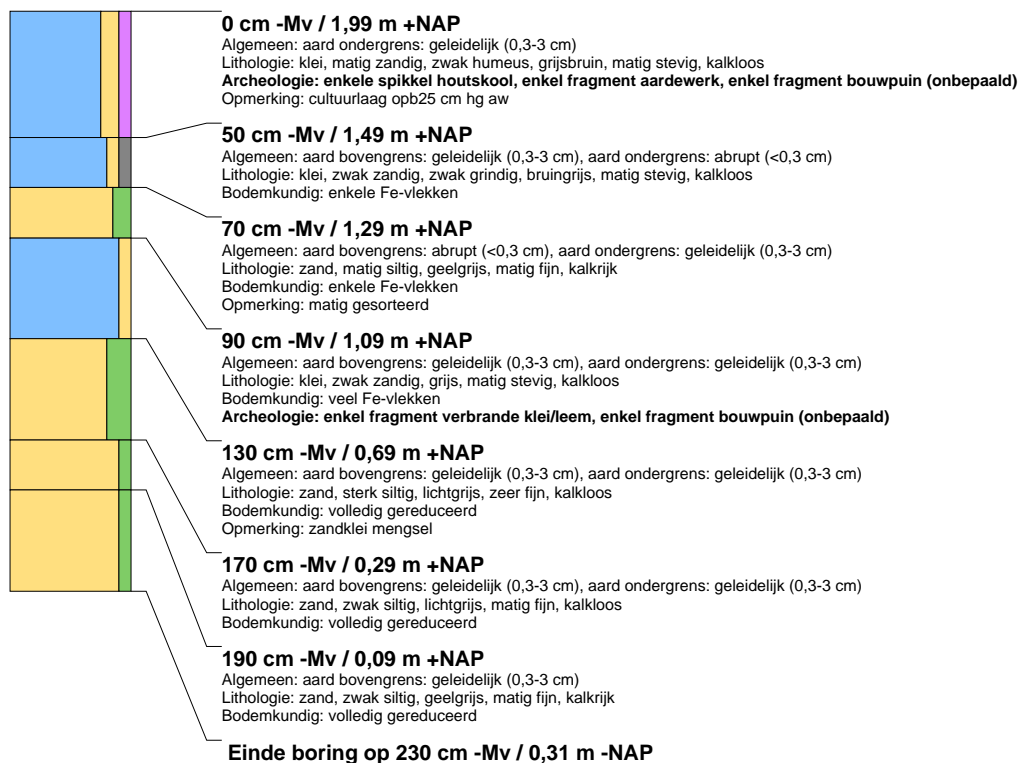 0 cm -Mv / 1,99 m +NAP
Algemeen: aard ondergrens: geleidelijk (0,3-3 cm)
Lithologie: klei, matig zandig, zwak humeus, grijsbruin, matig stevig, kalkloos
Archeologie: enkele spikkel houtskool, enkel fragment aardewerk, enkel fragment bouwpuin (onbepaald)
Opmerking: cultuurlaag opb25 cm hg aw
50 cm -Mv / 1,49 m +NAP
Algemeen: aard bovengrens: geleidelijk (0,3-3 cm), aard ondergrens: abrupt (<0,3 cm)
Lithologie: klei, zwak zandig, zwak grindig, bruingrijs, matig stevig, kalkloos
Bodemkundig: enkele Fe-vlekken
70 cm -Mv / 1,29 m +NAP
Algemeen: aard bovengrens: abrupt (<0,3 cm), aard ondergrens: geleidelijk (0,3-3 cm)
Lithologie: zand, matig siltig, geelgrijs, matig fijn, kalkrijk
Bodemkundig: enkele Fe-vlekken
Opmerking: matig gesorteerd
90 cm -Mv / 1,09 m +NAP
Algemeen: aard bovengrens: geleidelijk (0,3-3 cm), aard ondergrens: geleidelijk (0,3-3 cm)
Lithologie: klei, zwak zandig, grijs, matig stevig, kalkloos
Bodemkundig: veel Fe-vlekken
Archeologie: enkel fragment verbrande klei/leem, enkel fragment bouwpuin (onbepaald)
130 cm -Mv / 0,69 m +NAP
Algemeen: aard bovengrens: geleidelijk (0,3-3 cm), aard ondergrens: geleidelijk (0,3-3 cm)
Lithologie: zand, sterk siltig, lichtgrijs, zeer fijn, kalkloos
Bodemkundig: volledig gereduceerd
Opmerking: zandklei mengsel
170 cm -Mv / 0,29 m +NAP
Algemeen: aard bovengrens: geleidelijk (0,3-3 cm), aard ondergrens: geleidelijk (0,3-3 cm)
Lithologie: zand, zwak siltig, lichtgrijs, matig fijn, kalkloos
Bodemkundig: volledig gereduceerd
190 cm -Mv / 0,09 m +NAP
Algemeen: aard bovengrens: geleidelijk (0,3-3 cm)
Lithologie: zand, zwak siltig, geelgrijs, matig fijn, kalkrijk
Bodemkundig: volledig gereduceerd
Einde boring op 230 cm -Mv / 0,31 m -NAP